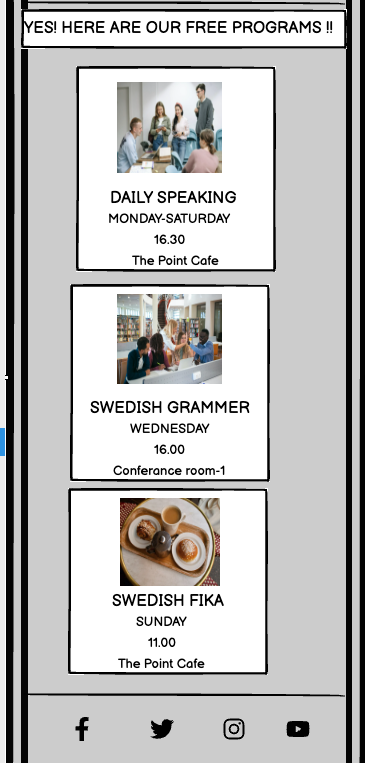 YES! HERE ARE OUR FREE PROGRAMS !!
DAILY SPEAKING
MONDAY-SATURDAY
16.30
The Point Cafe
SWEDISH GRAMMER
WEDNESDAY
16.00
Conferance room-1
SWEDISH FIKA
SUNDAY
11.00
The Point Cafe